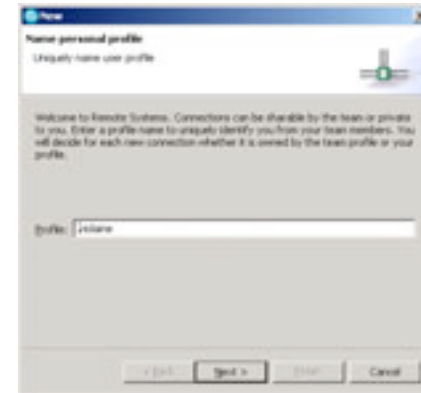 New
Name personal profile
Uniquely name user profile
Welcome to Remote Systems. Connections can be sharable by the team or private
to you. Enter a profile name to uniquely identify you from your team members. You
will decide for each new connection whether it is owned by the team profile or your
profile.
Profile:
< Back
Next >
Finish
Cancel